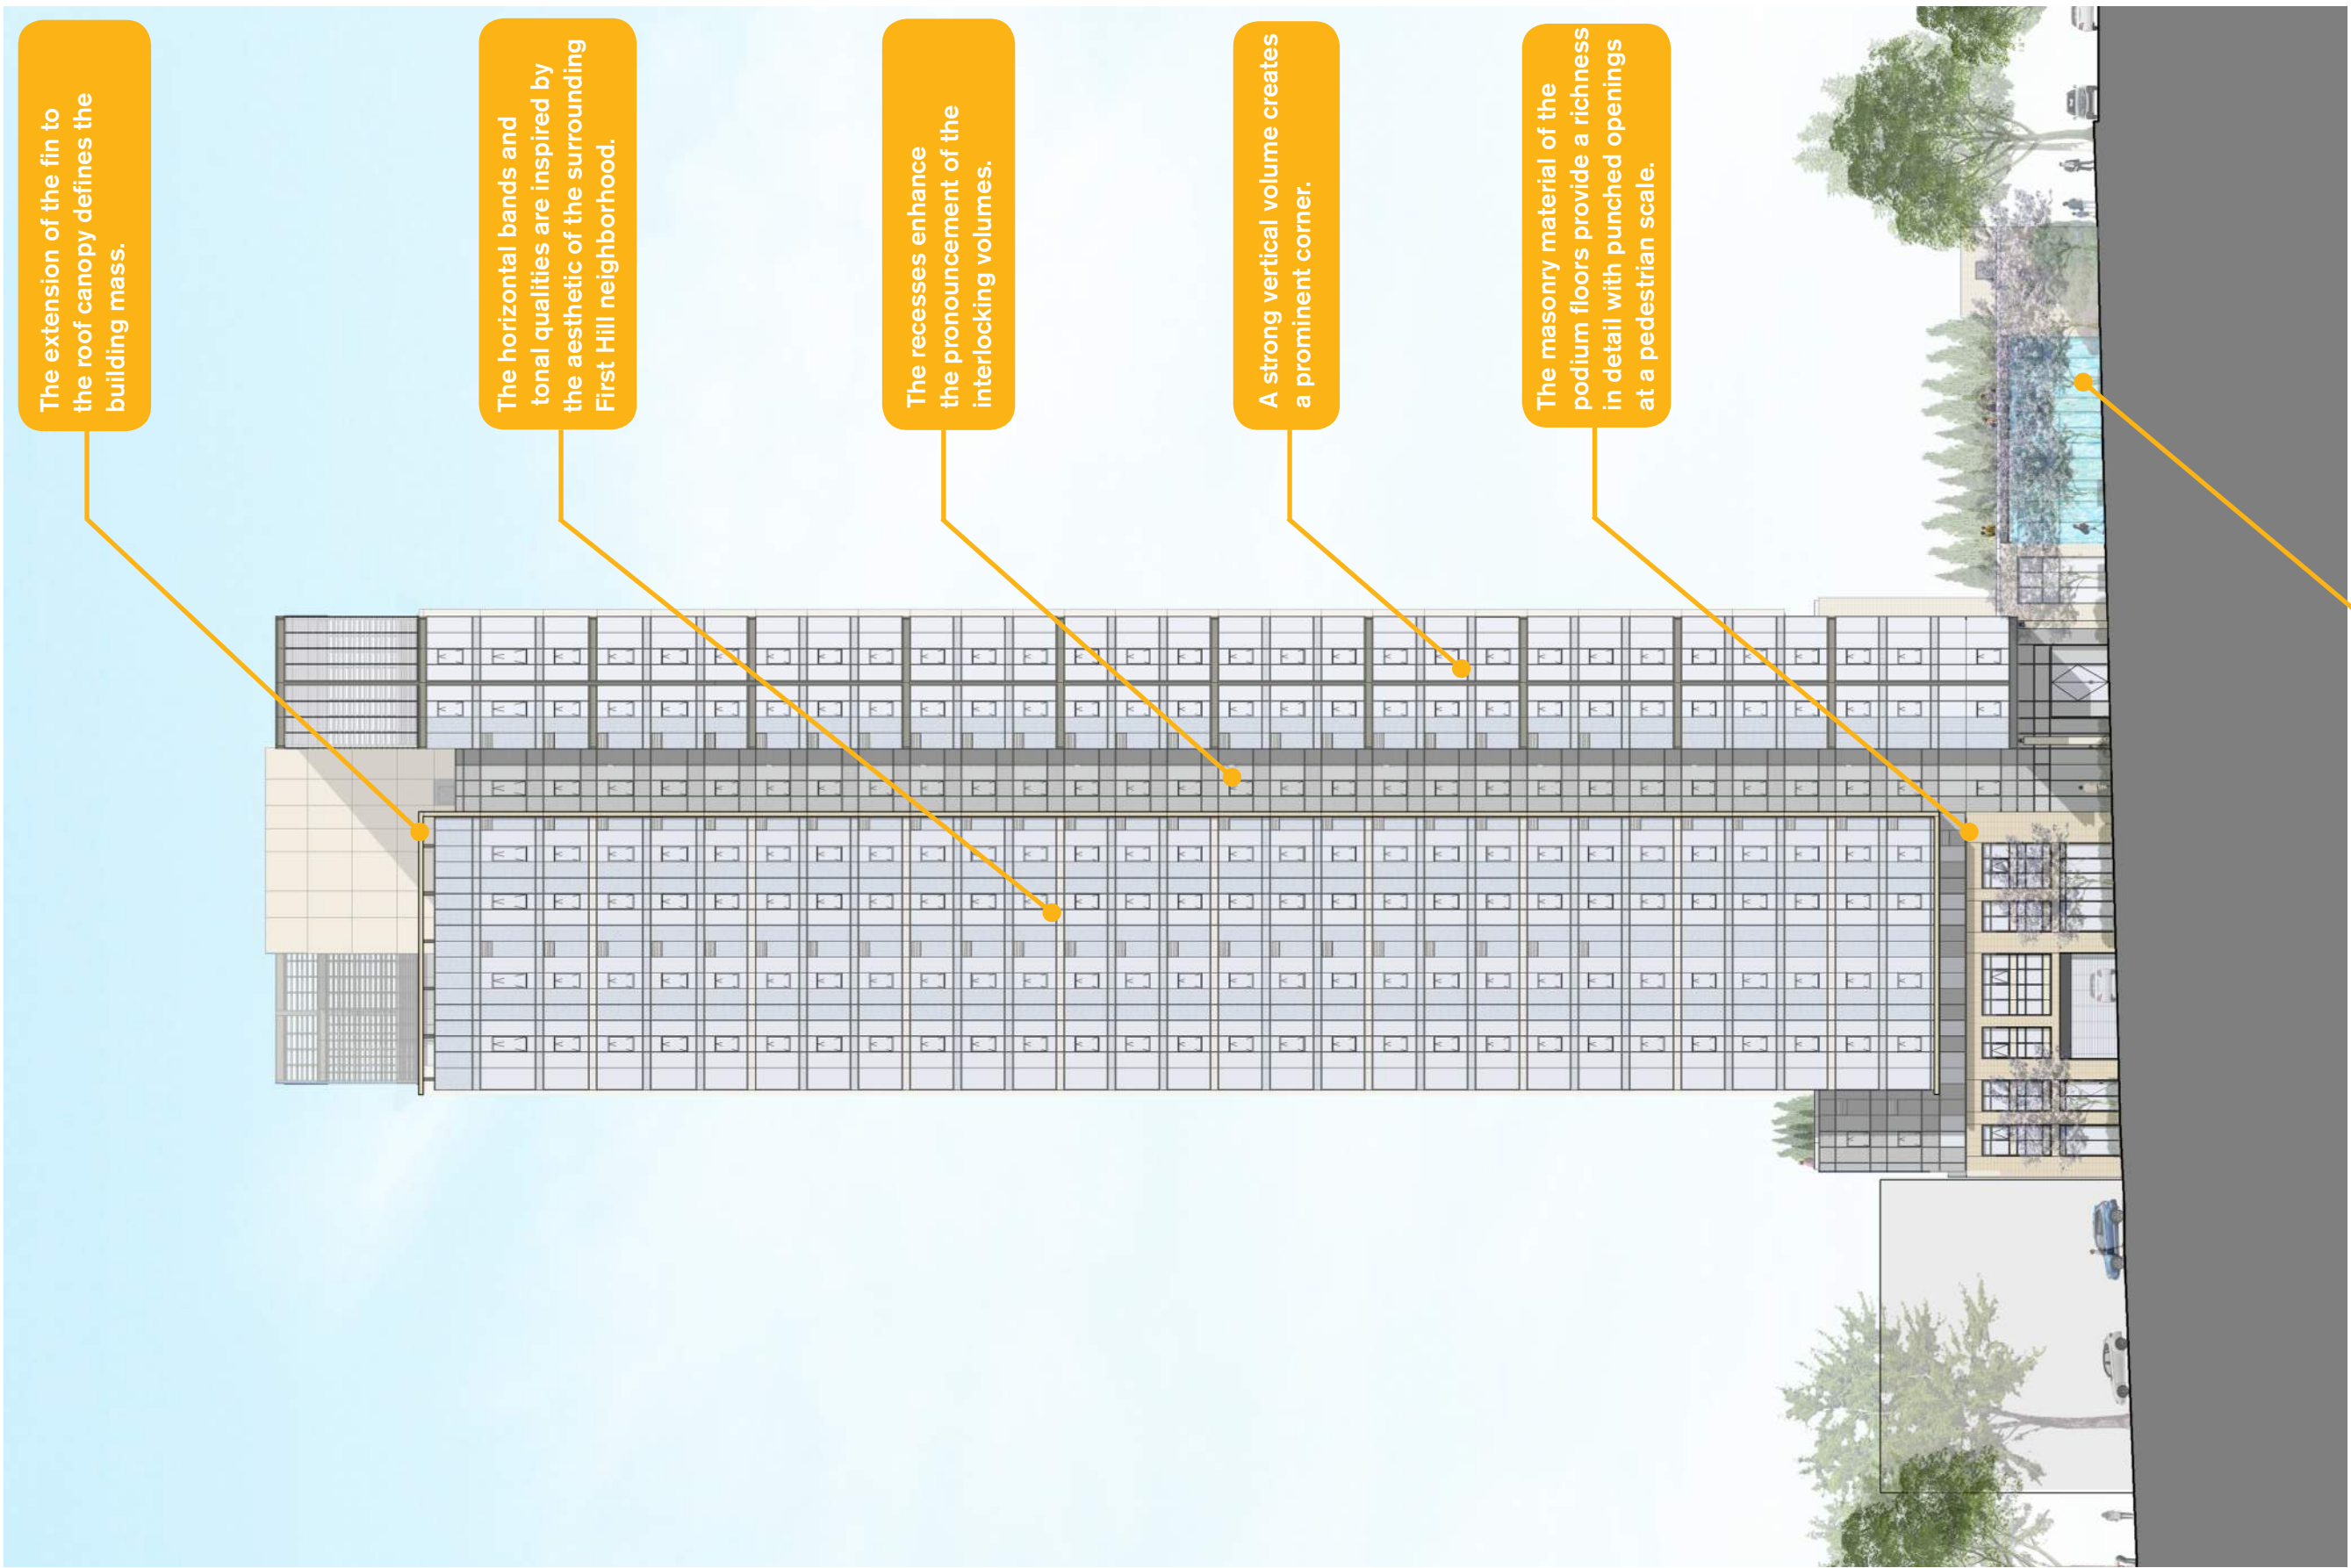 The extension of the fin to
the roof canopy defines the
building mass.
The horizontal bands and
tonal qualities are inspired by
the aesthetic of the surrounding
First Hill neighborhood.
The recesses enhance
the pronouncement of the
interlocking volumes.
A strong vertical volume creates
a prominent corner.
The masonry material of the
podium floors provide a richness
in detail with punched openings
at a pedestrian scale.